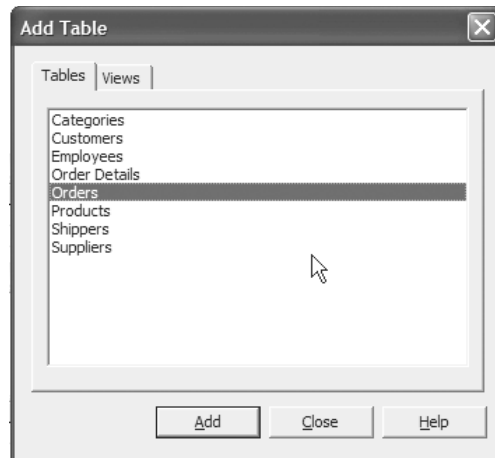 Add Table
Tables Views
Categories
Customers
Employees
Order Details
Orders
Products
Shippers
Suppliers
Add Close Help